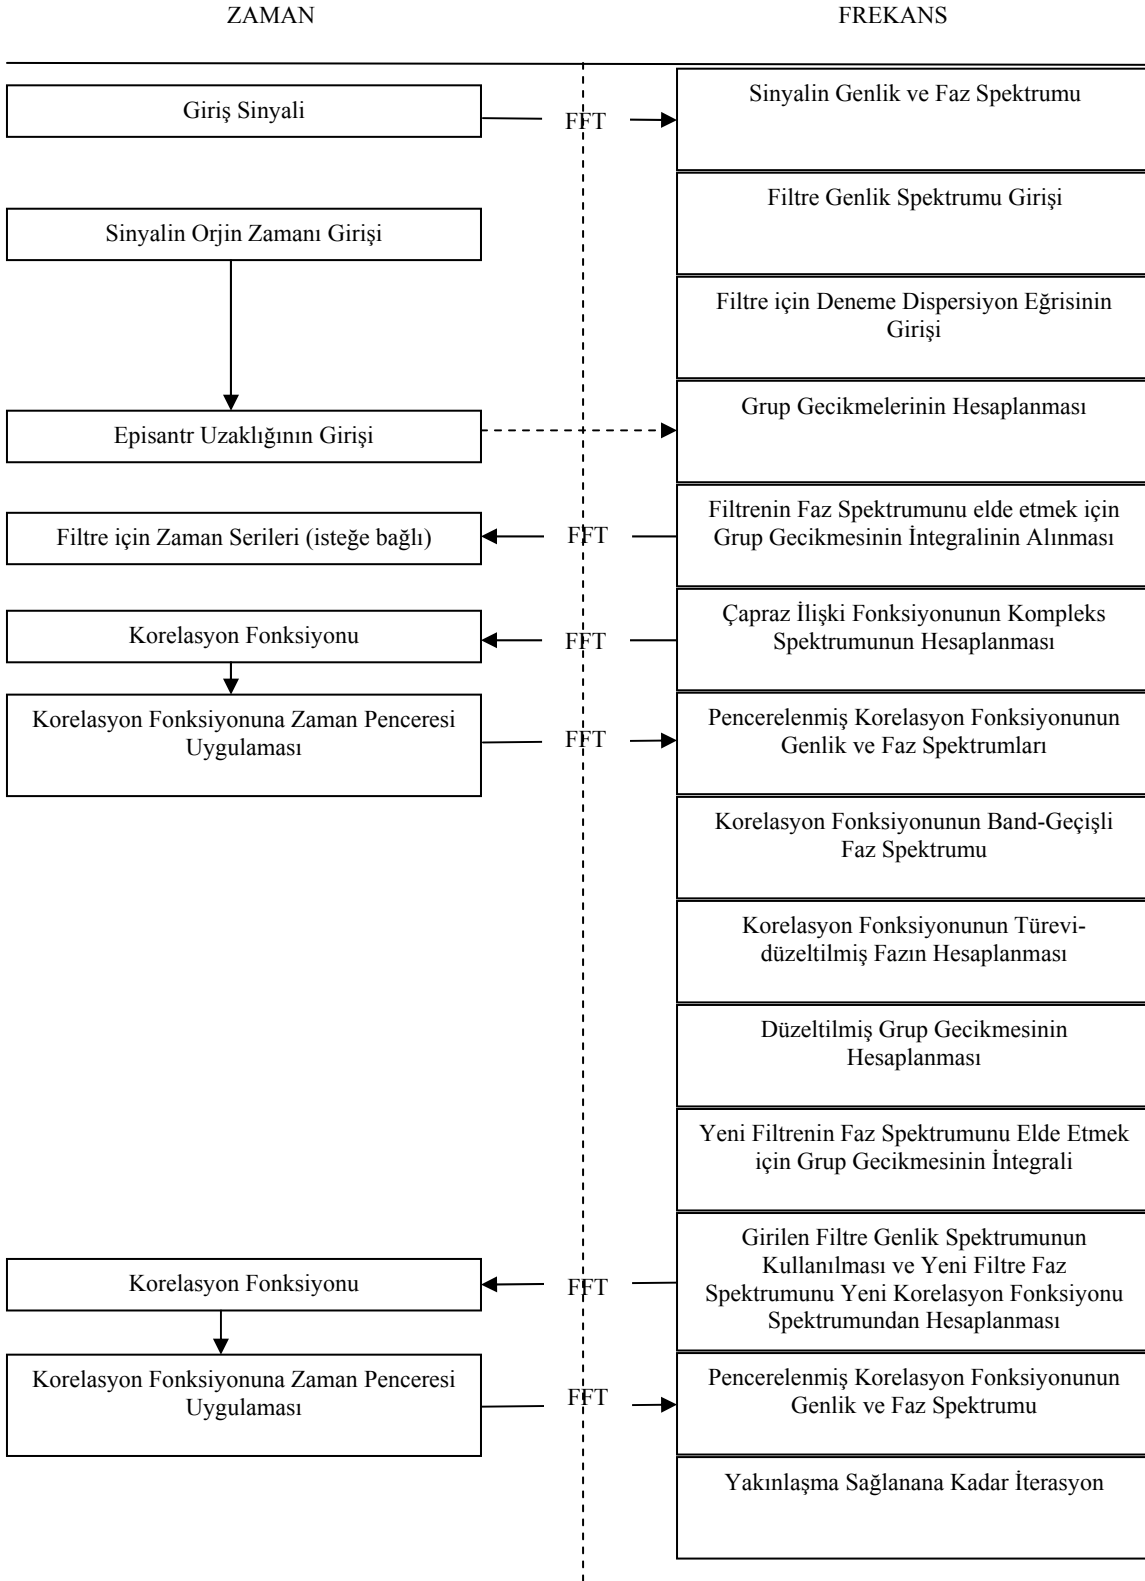 ZAMAN
FREKANS
Giriş Sinyali
FFT
Sinyalin Genlik ve Faz Spektrumu
Filtre Genlik Spektrumu Girişi
Sinyalin Orjin Zamanı Girişi
Filtre için Deneme Dispersiyon Eğrisinin
Girişi
Episantr Uzaklığının Girişi
Grup Gecikmelerinin Hesaplanması
Filtre için Zaman Serileri (isteğe bağlı)
FFT
Filtrenin Faz Spektrumunu elde etmek için
Grup Gecikmesinin İntegralinin Alınması
Korelasyon Fonksiyonu
FFT
Çapraz İlişki Fonksiyonunun Kompleks
Spektrumunun Hesaplanması
Korelasyon Fonksiyonuna Zaman Penceresi
Uygulaması
FFT
Pencerelenmiş Korelasyon Fonksiyonunun
Genlik ve Faz Spektrumları
Korelasyon Fonksiyonunun Band-Geçişli
Faz Spektrumu
Korelasyon Fonksiyonunun Türevi-
düzeltilmiş Fazın Hesaplanması
Düzeltilmiş Grup Gecikmesinin
Hesaplanması
Yeni Filtrenin Faz Spektrumunu Elde Etmek
için Grup Gecikmesinin İntegrali
Korelasyon Fonksiyonu
FFT
Girilen Filtre Genlik Spektrumunun
Kullanılması ve Yeni Filtre Faz
Spektrumunu Yeni Korelasyon Fonksiyonu
Spektrumundan Hesaplanması
Korelasyon Fonksiyonuna Zaman Penceresi
Uygulaması
FFT
Pencerelenmiş Korelasyon Fonksiyonunun
Genlik ve Faz Spektrumu
Yakınlaşma Sağlanana Kadar İterasyon